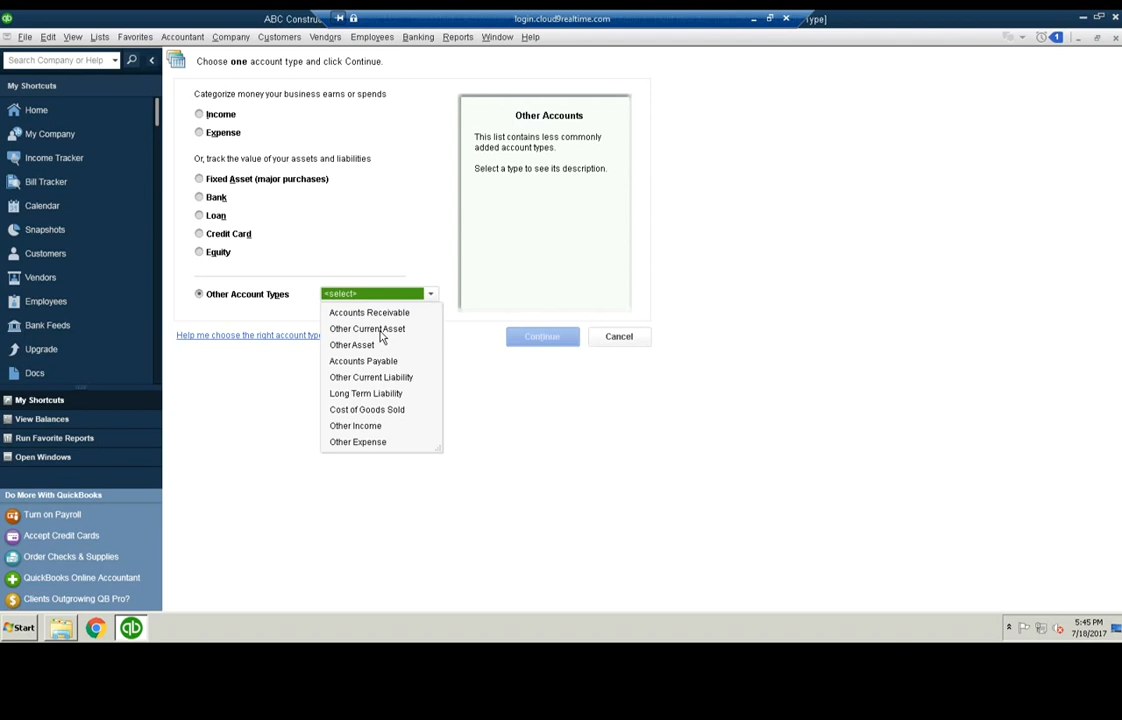 ABC Constru
login.cloud9realtime.com
Type]
File Edit View Lists Favorites Accountant Company Customers Vendors Employees Banking Reports Window Help
1
Search Company or Help
Choose one account type and click Continue.
My Shortcuts
Home
My Company
Income Tracker
Bill Tracker
Calendar
Snapshots
Customers
Vendors
Employees
Bank Feeds
Upgrade
Docs
My Shortcuts
View Balances
Run Favorite Reports
Open Windows
Do More With QuickBooks
Turn on Payroll
Accept Credit Cards
Order Checks & Supplies
QuickBooks Online Accountant
Clients Outgrowing QB Pro?
Categorize money your business earns or spends
Income
Expense
Or, track the value of your assets and liabilities
Fixed Asset (major purchases)
Bank
Loan
Credit Card
Equity
Other Account Types
<select>
Accounts Receivable
Other Current Asset
Other Asset
Accounts Payable
Other Current Liability
Long Term Liability
Cost of Goods Sold
Other Income
Other Expense
Help me choose the right account type
Other Accounts
This list contains less commonly
added account types.
Select a type to see its description.
Continue
Cancel
Start
qb
5:45 PM
7/18/2017